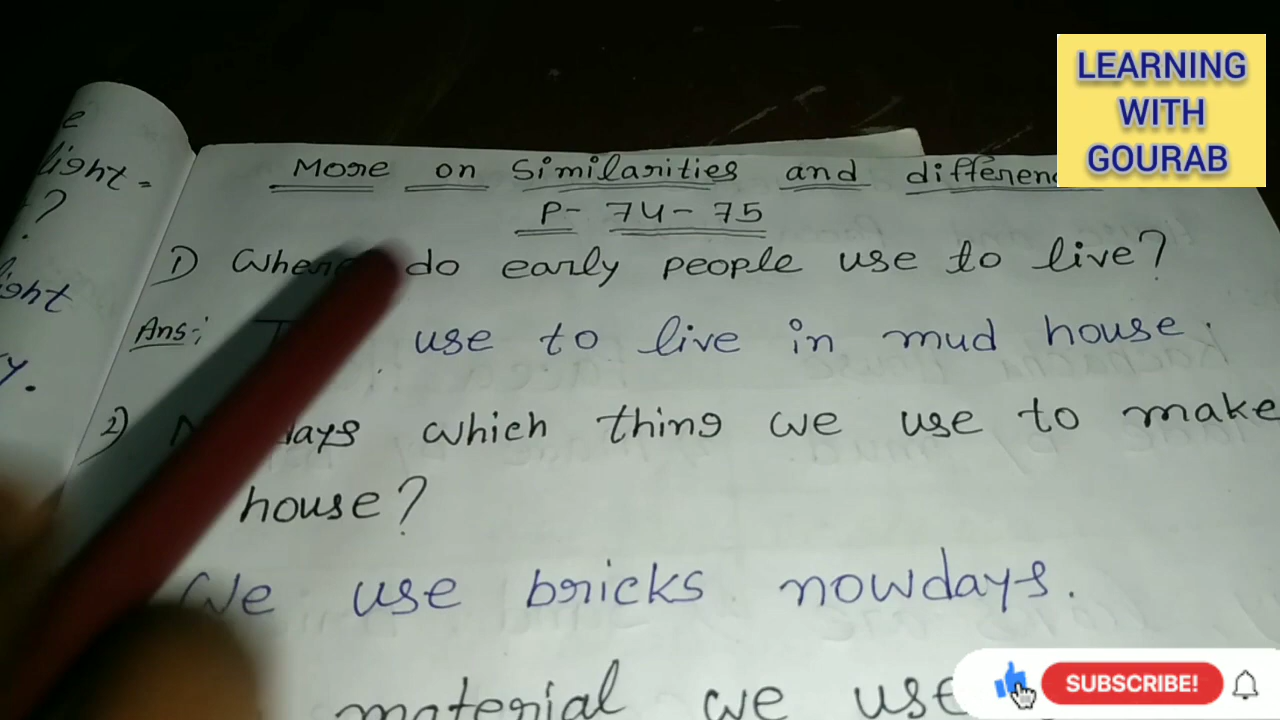 LEARNING
WITH
GOURAB
e
light-
?
light
y.
More on Similarities and differen
P- 74-75
1) Where do early people use to live?
Ans:- use to live in mud house.
2) days which thing we use to make
house?
We use bricks nowdays.
material we use
SUBSCRIBE!